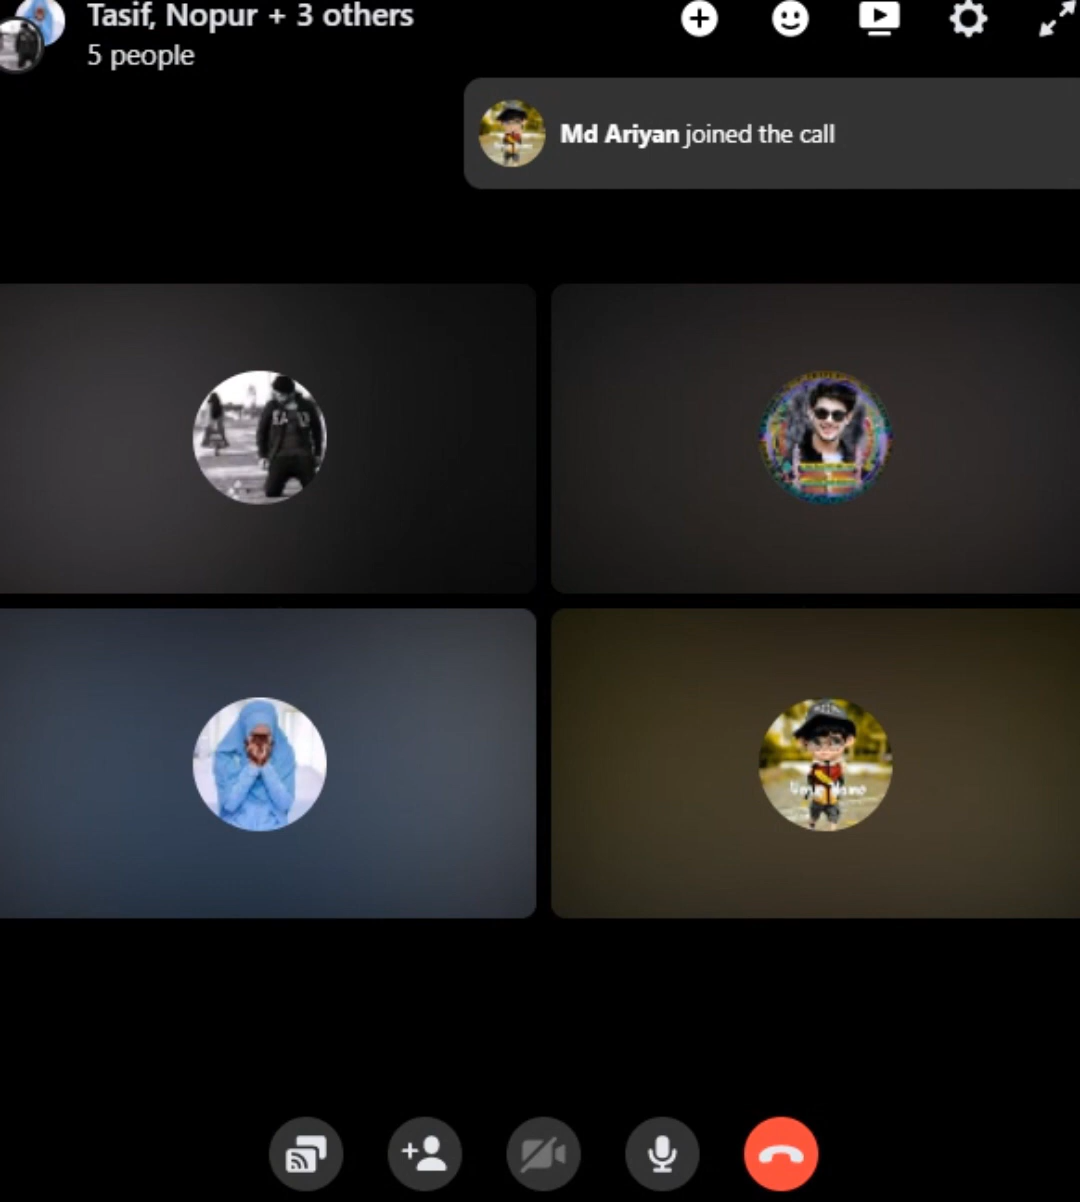 Tasif, Nopur + 3 others
5 people
Md Ariyan joined the call